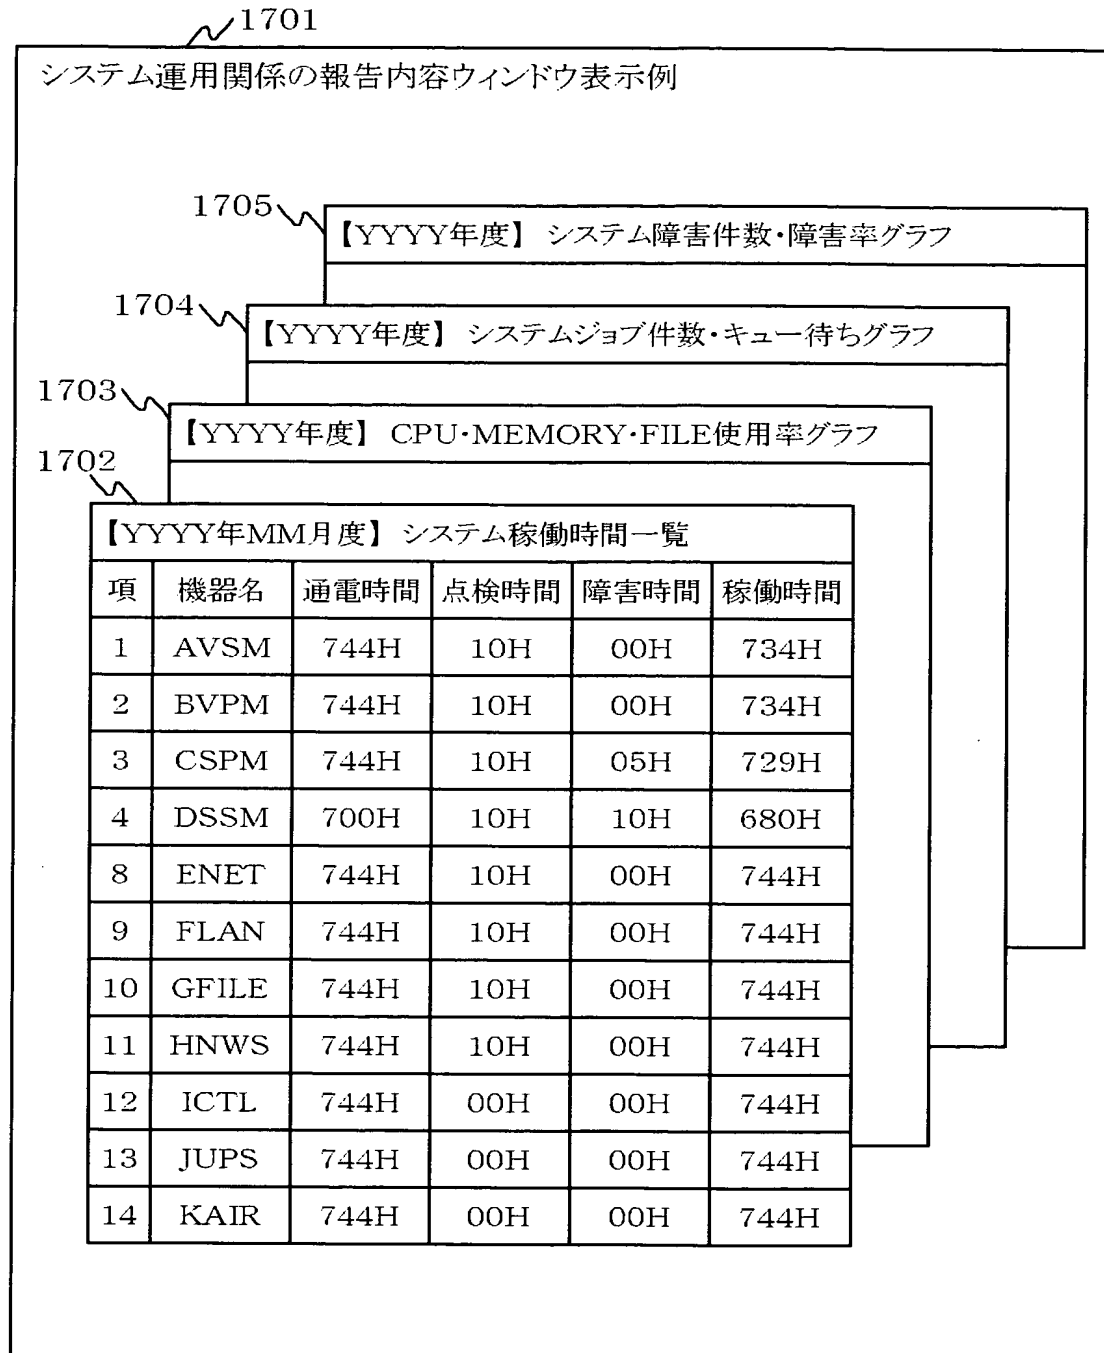 1701
システム運用関係の報告内容ウィンドウ表示例
1705
【YYYY年度】 システム障害件数・障害率グラフ
1704
【YYYY年度】 システムジョブ件数・キュー待ちグラフ
1703
【YYYY年度】 CPU・MEMORY・FILE使用率グラフ
1702
【YYYY年MM月度】 システム稼働時間一覧
項 機器名 通電時間 点検時間 障害時間 稼働時間
1 AVSM 744H 10H 00H 734H
2 BVPM 744H 10H 00H 734H
3 CSPM 744H 10H 05H 729H
4 DSSM 700H 10H 10H 680H
8 ENET 744H 10H 00H 744H
9 FLAN 744H 10H 00H 744H
10 GFILE 744H 10H 00H 744H
11 HNWS 744H 10H 00H 744H
12 ICTL 744H 00H 00H 744H
13 JUPS 744H 00H 00H 744H
14 KAIR 744H 00H 00H 744H